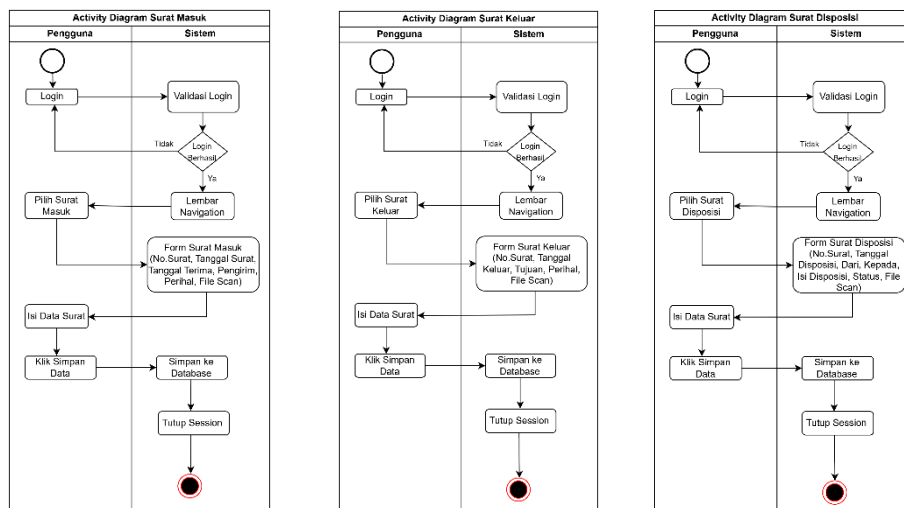 Activity Diagram Surat Masuk
Pengguna
Sistem
Login
Validasi Login
Tidak
Login
Berhasil
Ya
Pilih Surat
Masuk
Lembar
Navigation
Form Surat Masuk
(No.Surat, Tanggal Surat,
Tanggal Terima, Pengirim,
Perihal, File Scan)
Isi Data Surat
Klik Simpan
Data
Simpan ke
Database
Tutup Session
Activity Diagram Surat Keluar
Pengguna
Sistem
Login
Validasi Login
Tidak
Login
Berhasil
Ya
Pilih Surat
Keluar
Lembar
Navigation
Form Surat Keluar
(No.Surat, Tanggal
Keluar, Tujuan, Perihal,
File Scan)
Isi Data Surat
Klik Simpan
Data
Simpan ke
Database
Tutup Session
Activity Diagram Surat Disposisi
Pengguna
Sistem
Login
Validasi Login
Tidak
Login
Berhasil
Ya
Pilih Surat
Disposisi
Lembar
Navigation
Form Surat Disposisi
(No.Surat, Tanggal
Disposisi, Dari, Kepada,
Isi Disposisi, Status, File
Scan)
Isi Data Surat
Klik Simpan
Data
Simpan ke
Database
Tutup Session